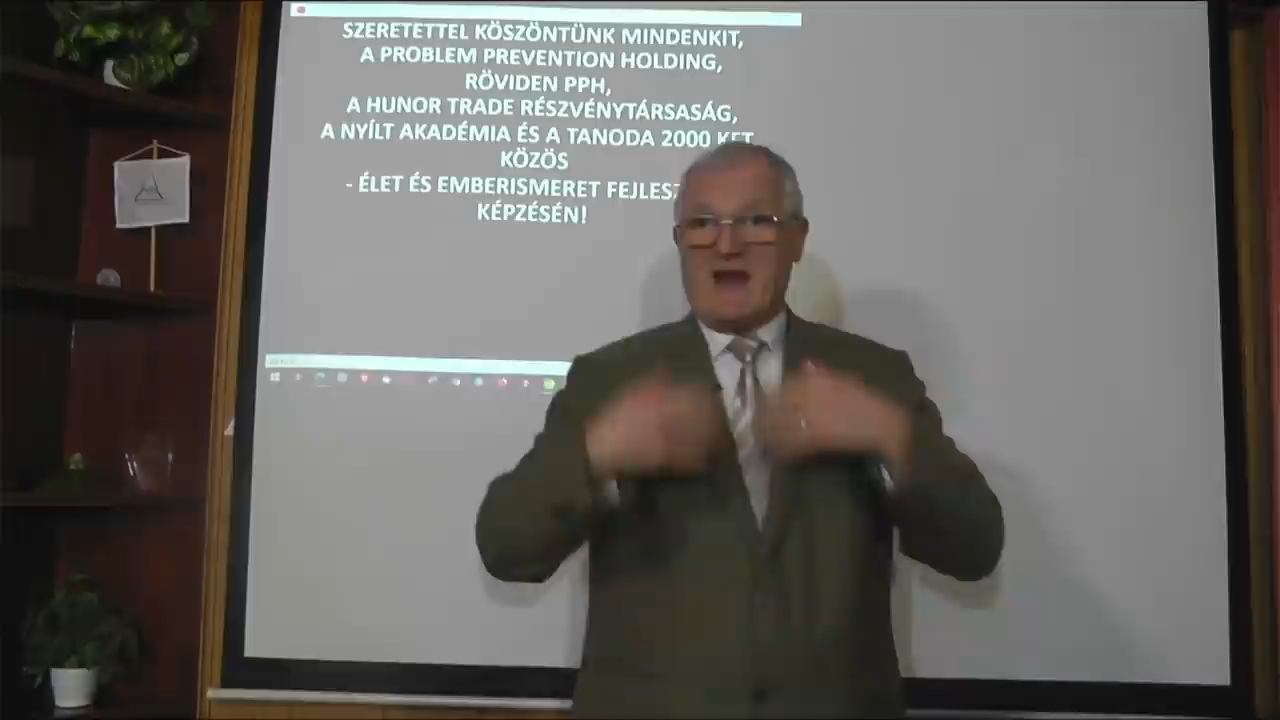 SZERETETTEL KÖSZÖNTÜNK MINDENKIT,
A PROBLEM PREVENTION HOLDING,
RÖVIDEN PPH,
A HUNOR TRADE RÉSZVÉNYTÁRSASÁG,
A NYÍLT AKADÉMIA ÉS A TANODA 2000 KFT
KÖZÖS
- ÉLET ÉS EMBERISMERET
KÉPZÉSÉN!